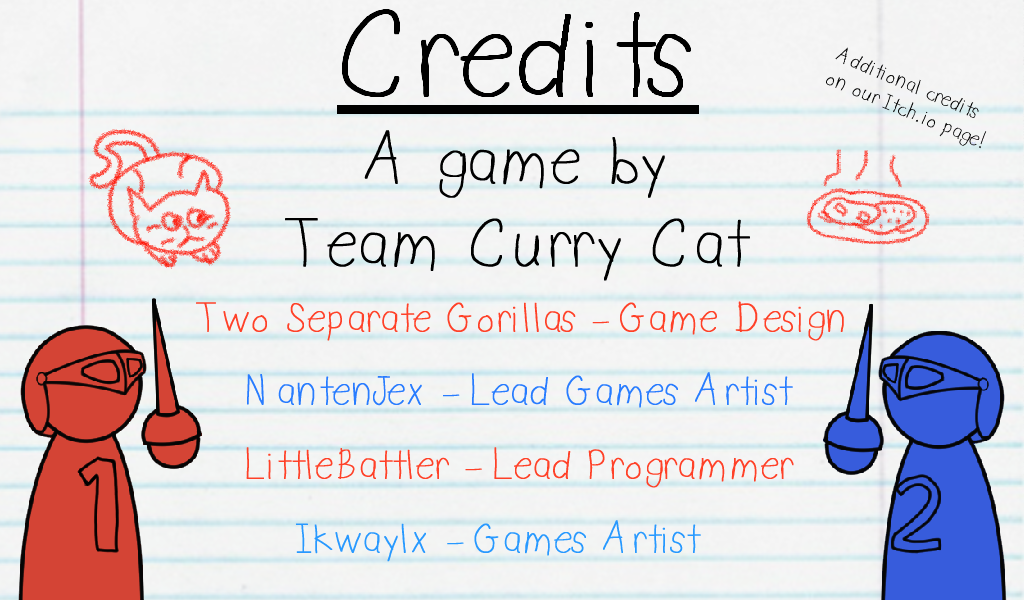 Credits
Additional credits
on our Itch.io page!
A game by
Team Curry Cat
Two Separate Gorillas - Game Design
NantenJex - Lead Games Artist
LittleBattler - Lead Programmer
Ikwaylx - Games Artist
1
2